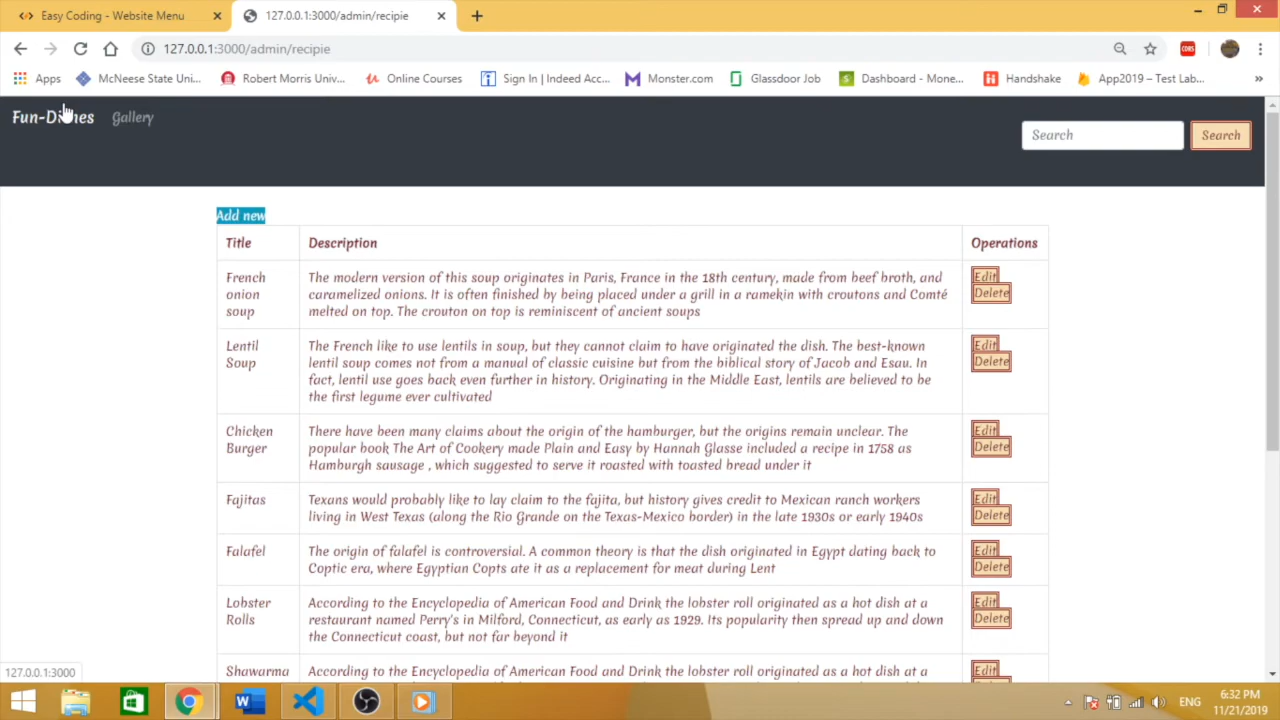 Easy Coding - Website Menu
127.0.0.1:3000/admin/recipie
127.0.0.1:3000/admin/recipie
CORS
Apps
McNeese State Uni...
Robert Morris Univ...
Online Courses
Sign In | Indeed Acc...
Monster.com
Glassdoor Job
Dashboard - Mone...
Handshake
App2019 – Test Lab...
»
Fun-Dishes
Gallery
Search
Search
Add new
Title
Description
Operations
French
onion
soup
The modern version of this soup originates in Paris, France in the 18th century, made from beef broth, and
caramelized onions. It is often finished by being placed under a grill in a ramekin with croutons and Comté
melted on top. The crouton on top is reminiscent of ancient soups
Edit
Delete
Lentil
Soup
The French like to use lentils in soup, but they cannot claim to have originated the dish. The best-known
lentil soup comes not from a manual of classic cuisine but from the biblical story of Jacob and Esau. In
fact, lentil use goes back even further in history. Originating in the Middle East, lentils are believed to be
the first legume ever cultivated
Edit
Delete
Chicken
Burger
There have been many claims about the origin of the hamburger, but the origins remain unclear. The
popular book The Art of Cookery made Plain and Easy by Hannah Glasse included a recipe in 1758 as
Hamburgh sausage , which suggested to serve it roasted with toasted bread under it
Edit
Delete
Fajitas
Texans would probably like to lay claim to the fajita, but history gives credit to Mexican ranch workers
living in West Texas (along the Rio Grande on the Texas-Mexico border) in the late 1930s or early 1940s
Edit
Delete
Falafel
The origin of falafel is controversial. A common theory is that the dish originated in Egypt dating back to
Coptic era, where Egyptian Copts ate it as a replacement for meat during Lent
Edit
Delete
Lobster
Rolls
According to the Encyclopedia of American Food and Drink the lobster roll originated as a hot dish at a
restaurant named Perry's in Milford, Connecticut, as early as 1929. Its popularity then spread up and down
the Connecticut coast, but not far beyond it
Edit
Delete
Shawarma
According to the Encyclopedia of American Food and Drink the lobster roll originated as a hot dish at a
Edit
127.0.0.1:3000
ENG
6:32 PM
11/21/2019